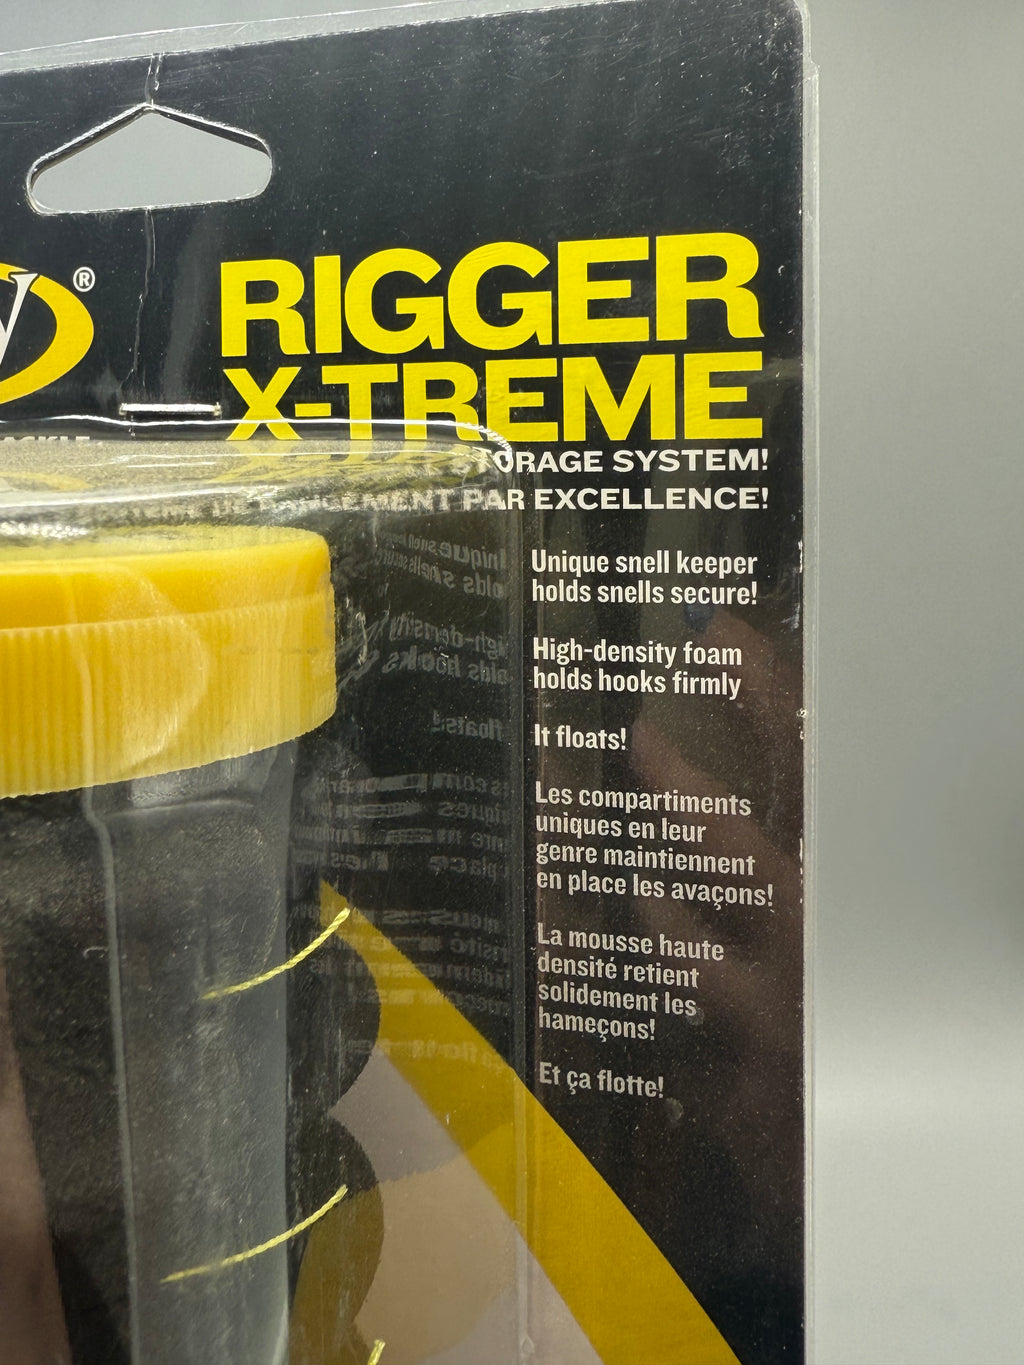 ®
RIGGER
X-TREME
STORAGE SYSTEM!
DE RANGEMENT PAR EXCELLENCE!
Unique snell keeper
holds snells secure!
High-density foam
holds hooks firmly
It floats!
Les compartiments
uniques en leur
genre maintiennent
en place les avaçons!
La mousse haute
densité retient
solidement les
hameçons!
Et ça flotte!